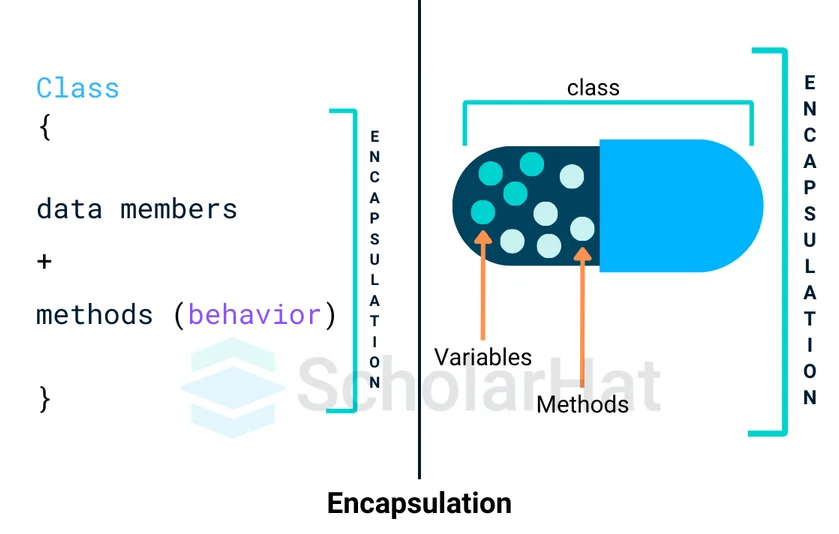 Class
{
data members
+
methods (behavior)
}
ENCAPSULATION
class
Variables
Methods
ENCAPSULATION
ScholarHat
Encapsulation